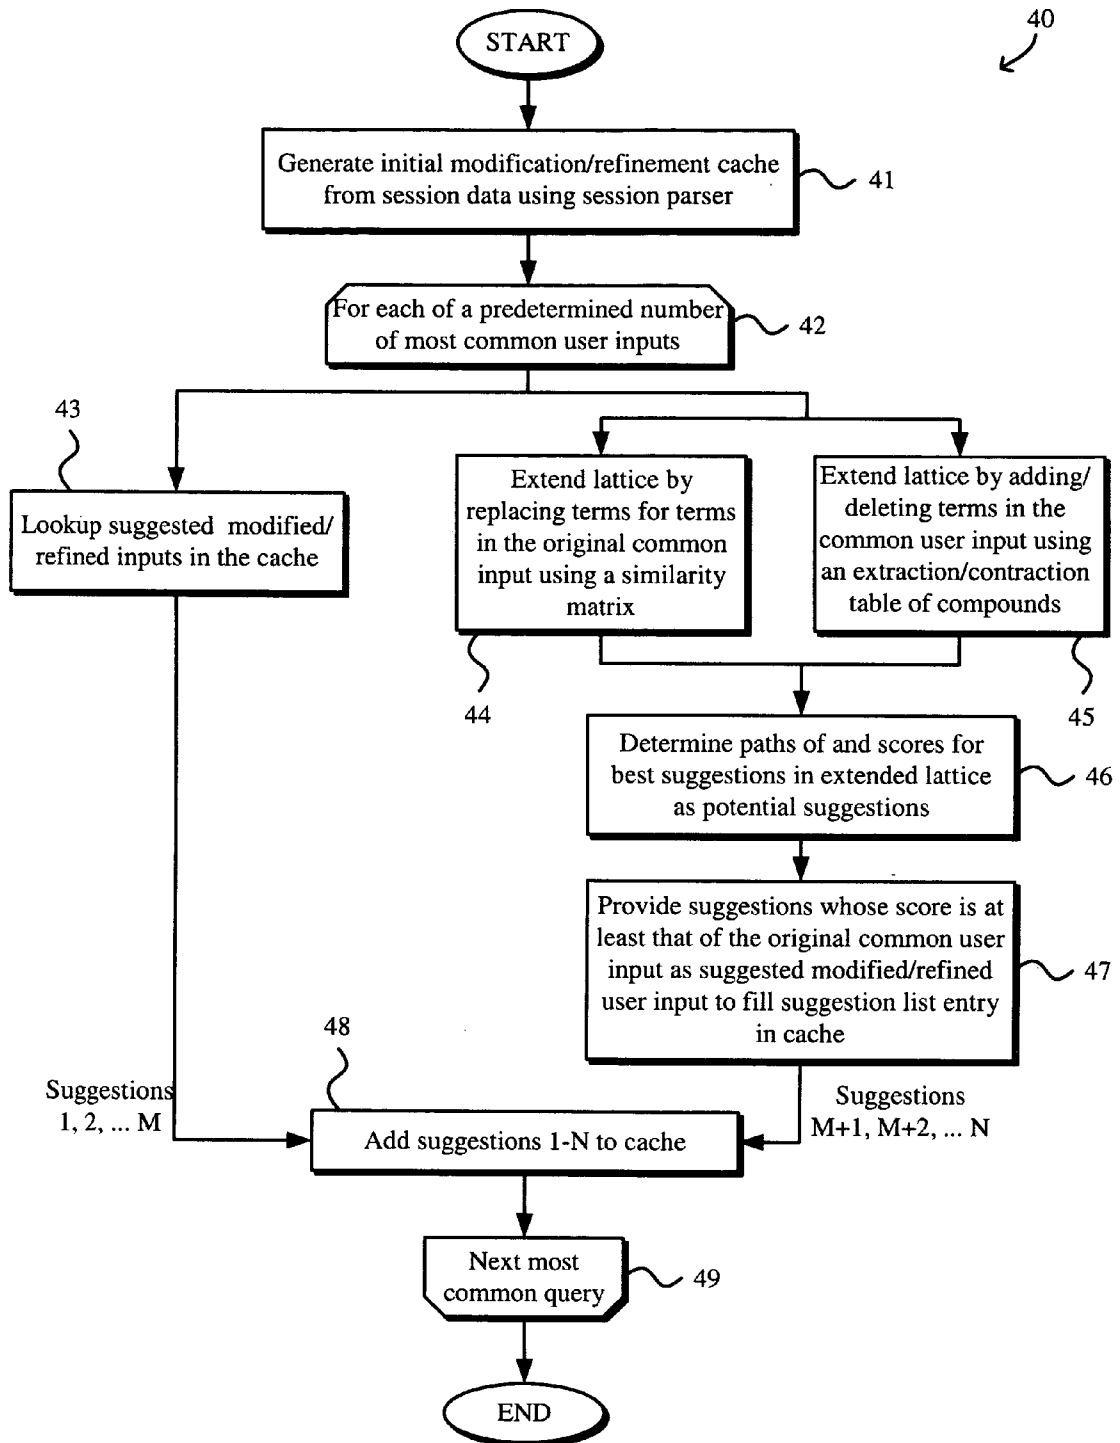 START
40
Generate initial modification/refinement cache
from session data using session parser
41
For each of a predetermined number
of most common user inputs
42
43
Lookup suggested modified/
refined inputs in the cache
Extend lattice by
replacing terms for terms
in the original common
input using a similarity
matrix
44
Extend lattice by adding/
deleting terms in the
common user input using
an extraction/contraction
table of compounds
45
Determine paths of and scores for
best suggestions in extended lattice
as potential suggestions
46
Provide suggestions whose score is at
least that of the original common user
input as suggested modified/refined
user input to fill suggestion list entry
in cache
47
48
Suggestions
1, 2, ... M
Suggestions
M+1, M+2, ... N
Add suggestions 1-N to cache
Next most
common query
49
END